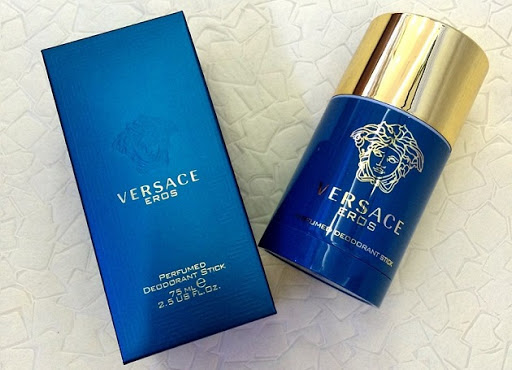 VERSACE
EROS
PERFUMED
DEODORANT STICK
75 ML e
2.5 US FL.OZ.
VERSACE
EROS
PERFUMED DEODORANT STICK